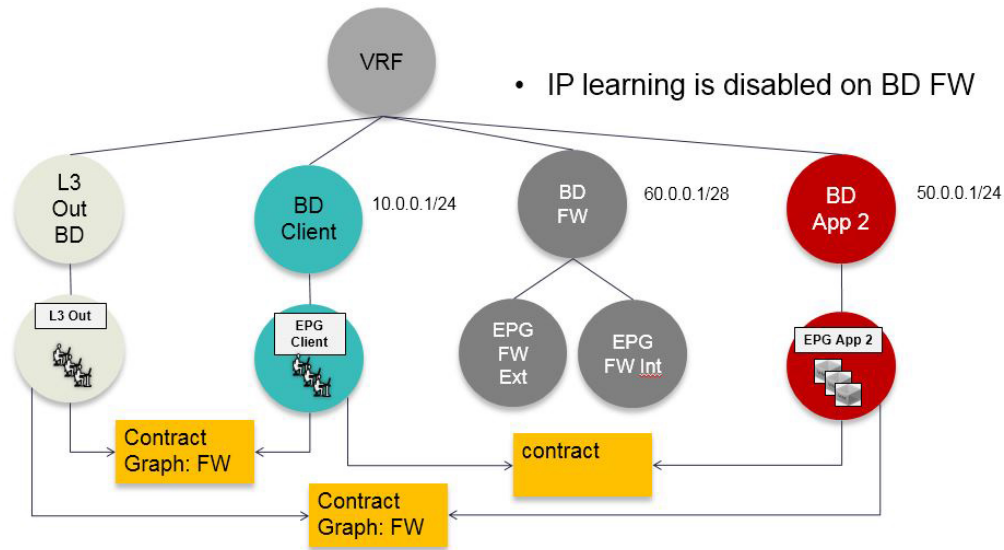 VRF
• IP learning is disabled on BD FW
L3
Out
BD
BD
Client
10.0.0.1/24
BD
FW
60.0.0.1/28
BD
App 2
50.0.0.1/24
L3 Out
EPG
Client
EPG
FW
Ext
EPG
FW Int
EPG App 2
Contract
Graph: FW
contract
Contract
Graph: FW